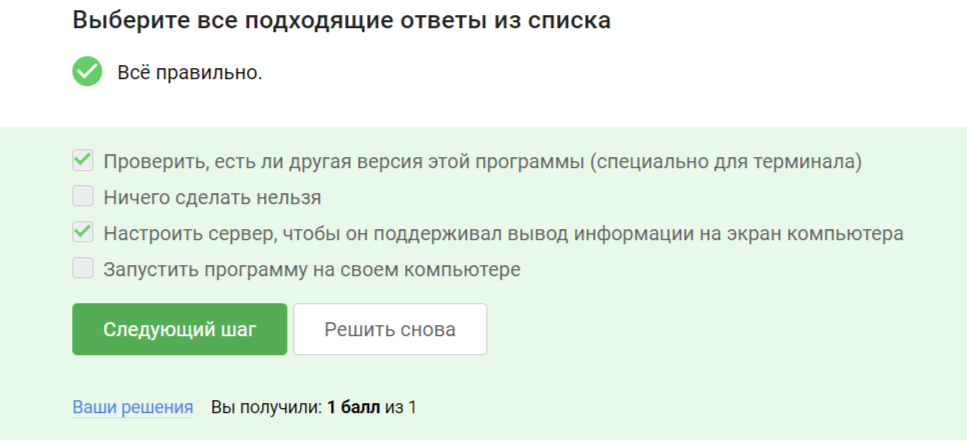 Выберите все подходящие ответы из списка
Всё правильно.
Проверить, есть ли другая версия этой программы (специально для терминала)
Ничего сделать нельзя
Настроить сервер, чтобы он поддерживал вывод информации на экран компьютера
Запустить программу на своем компьютере
Следующий шаг Решить снова
Ваши решения Вы получили: 1 балл из 1